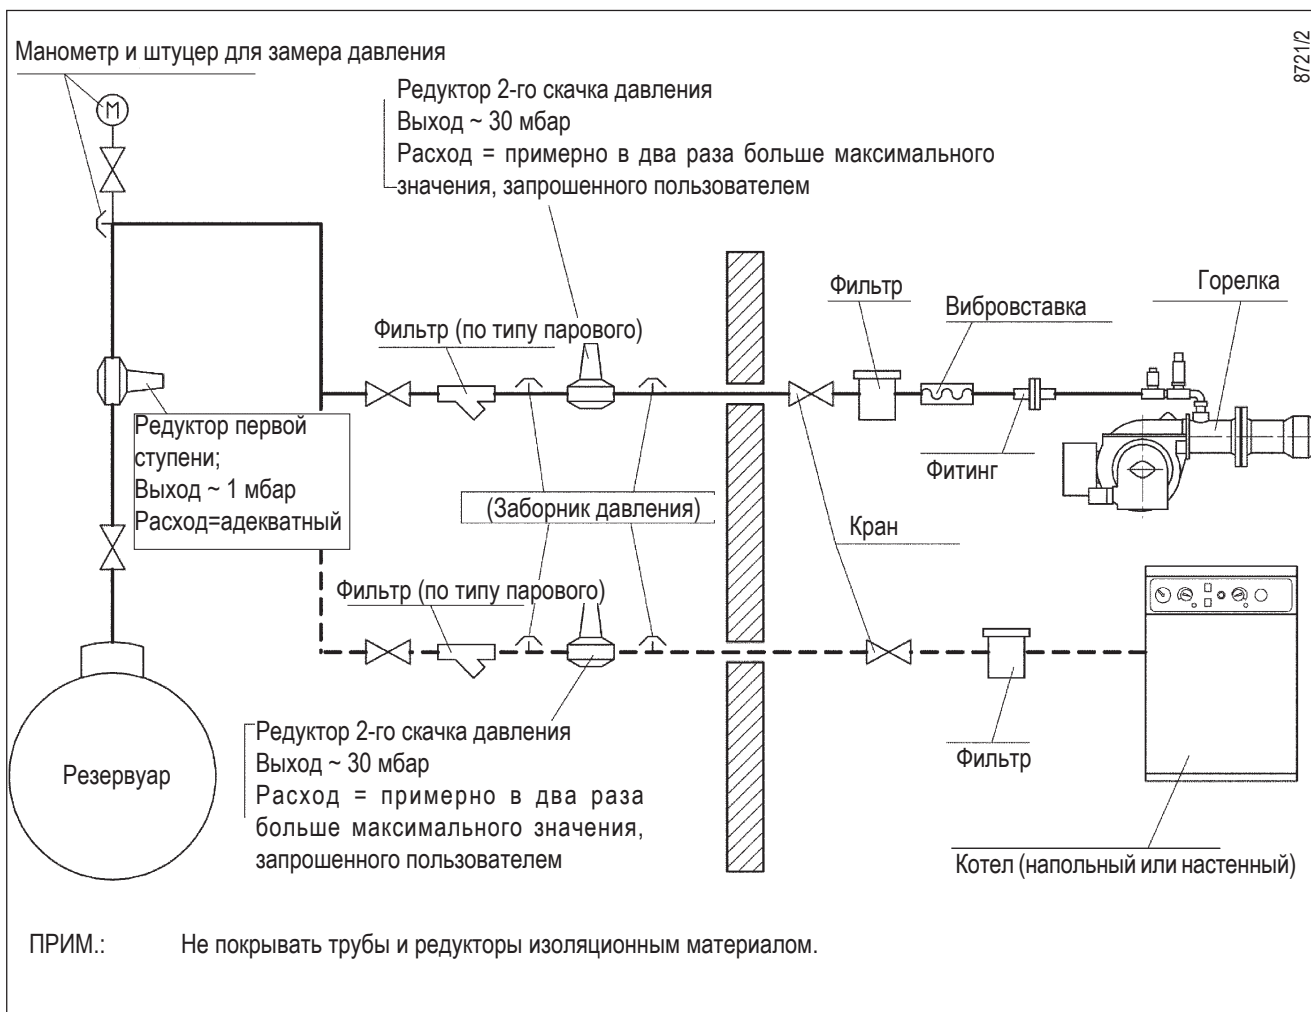 8721/2
Манометр и штуцер для замера давления
М
Редуктор 2-го скачка давления
Выход ~ 30 мбар
Расход = примерно в два раза больше максимального
значения, запрошенного пользователем
Фильтр
Вибровставка
Горелка
Фильтр (по типу парового)
Редуктор первой
ступени;
Выход ~ 1 мбар
Расход=адекватный
Фитинг
(Заборник давления)
Кран
Фильтр (по типу парового)
Резервуар
Редуктор 2-го скачка давления
Выход ~ 30 мбар
Расход = примерно в два раза
больше максимального значения,
запрошенного пользователем
Фильтр
Котел (напольный или настенный)
ПРИМ.: Не покрывать трубы и редукторы изоляционным материалом.